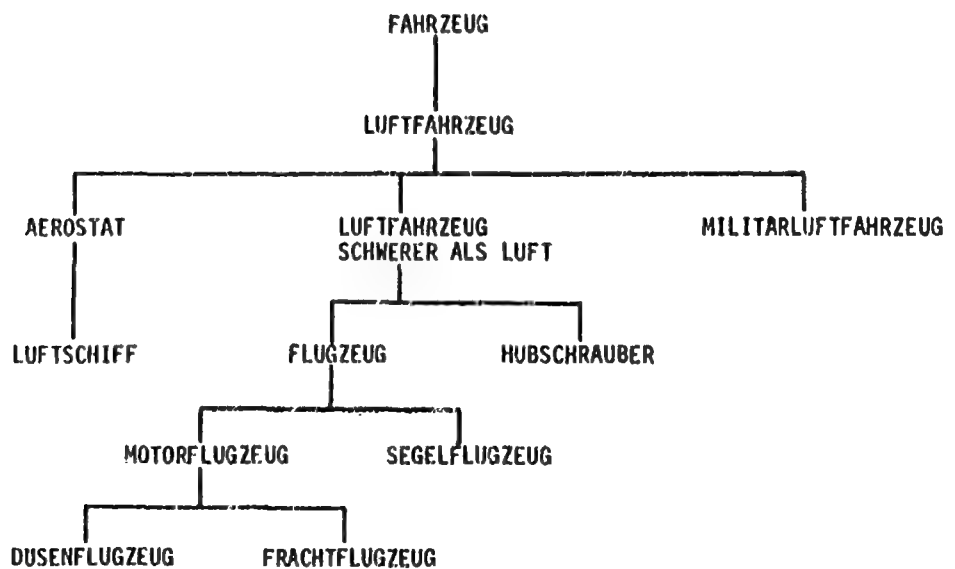 FAHRZEUG
LUFTFAHRZEUG
AEROSTAT
LUFTFAHRZEUG
SCHWERER ALS LUFT
MILITARLUFTFAHRZEUG
LUFTSCHIFF
FLUGZEUG
HUBSCHRAUBER
MOTORFLUGZEUG
SEGELFLUGZEUG
DUSENFLUGZEUG
FRACHTFLUGZEUG